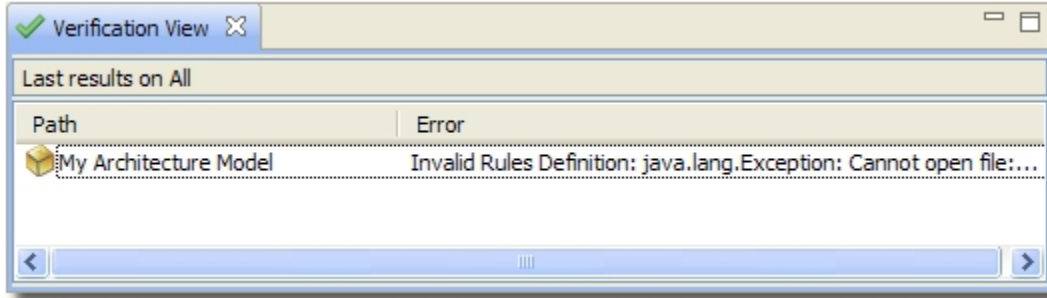 Verification View
Last results on All
Path Error
My Architecture Model Invalid Rules Definition: java.lang.Exception: Cannot open file:...